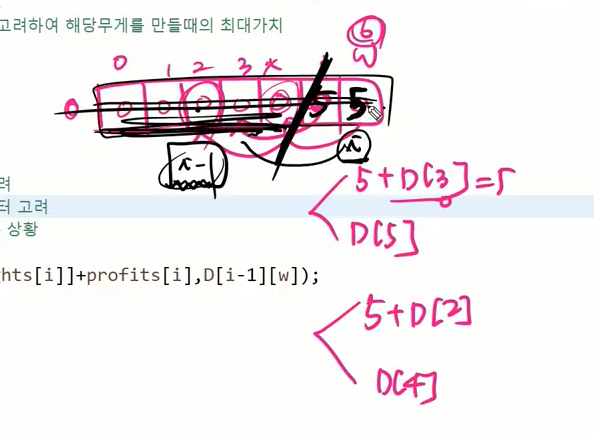 고려하여 해당무게를 만들때의 최대가치
6
w
0 1 2 3
0 0 0 0 0 5 5
i-1
i
5+D[3]=5
0
D[5]
려
터 고려
상황
hts[i]]+profits[i],D[i-1][w]);
5+D[2]
D[4]